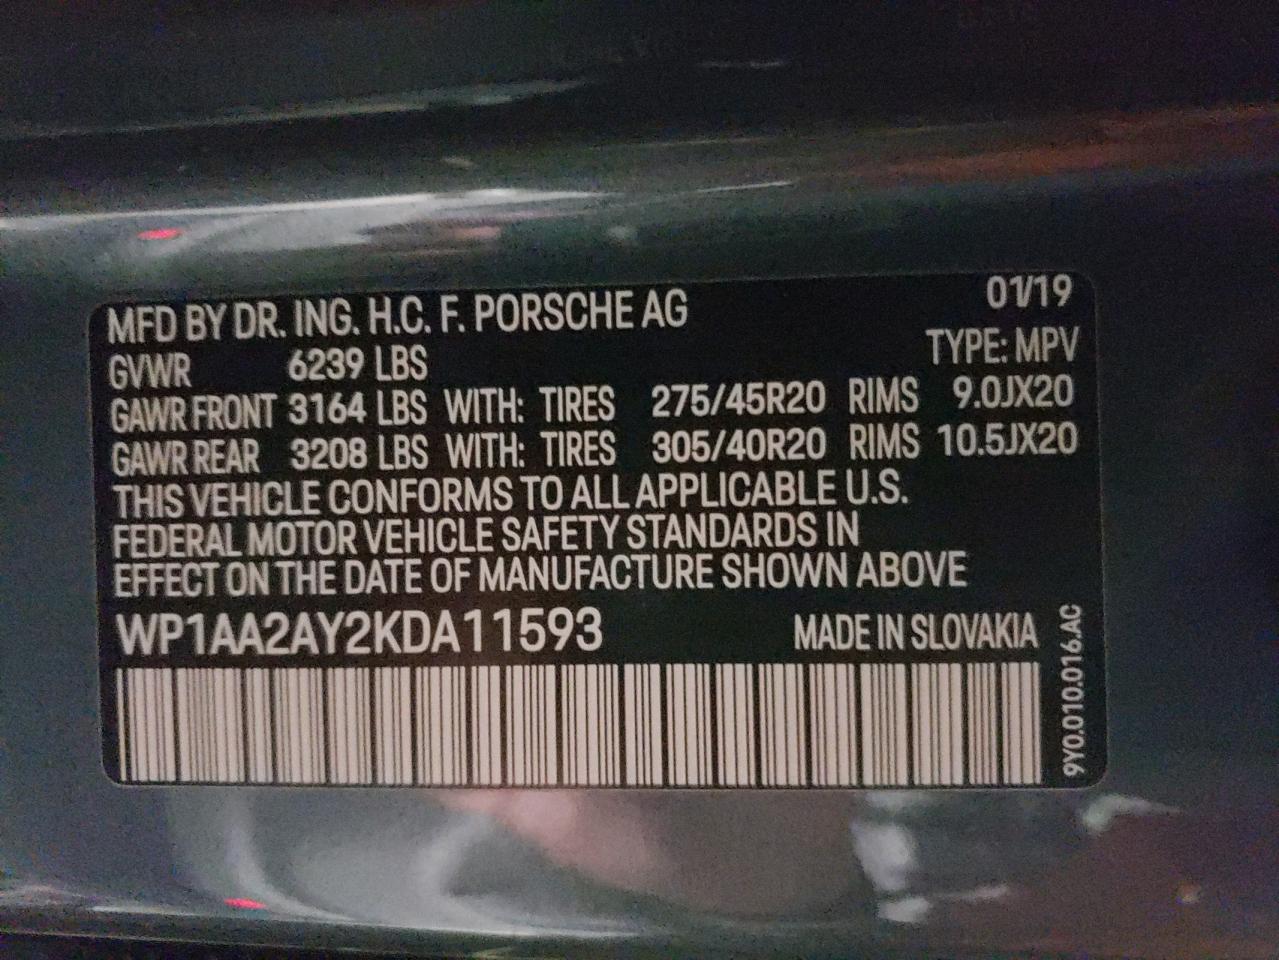 MFD BY DR. ING. H.C. F. PORSCHE AG 01/19
GVWR 6239 LBS TYPE: MPV
GAWR FRONT 3164 LBS WITH: TIRES 275/45R20 RIMS 9.0JX20
GAWR REAR 3208 LBS WITH: TIRES 305/40R20 RIMS 10.5JX20
THIS VEHICLE CONFORMS TO ALL APPLICABLE U.S.
FEDERAL MOTOR VEHICLE SAFETY STANDARDS IN
EFFECT ON THE DATE OF MANUFACTURE SHOWN ABOVE
WP1AA2AY2KDA11593 MADE IN SLOVAKIA
9Y0.010.016.AC